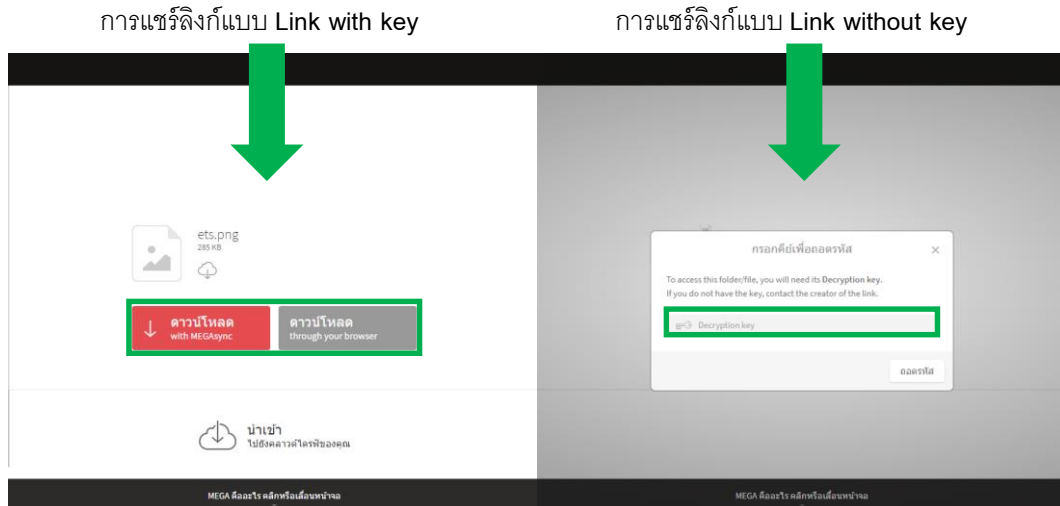 การแชร์ลิงก์แบบ Link with key
การแชร์ลิงก์แบบ Link without key
ets.png
285 KB
ดาวน์โหลด
with MEGAsync
ดาวน์โหลด
through your browser
นำเข้า
ไปยังคลาวด์ไดรฟ์ของคุณ
MEGA คืออะไร คลิกหรือเลื่อนหน้าจอ
กรอกคีย์เพื่อถอดรหัส
To access this folder/file, you will need its Decryption key.
If you do not have the key, contact the creator of the link.
Decryption key
ถอดรหัส
MEGA คืออะไร คลิกหรือเลื่อนหน้าจอ